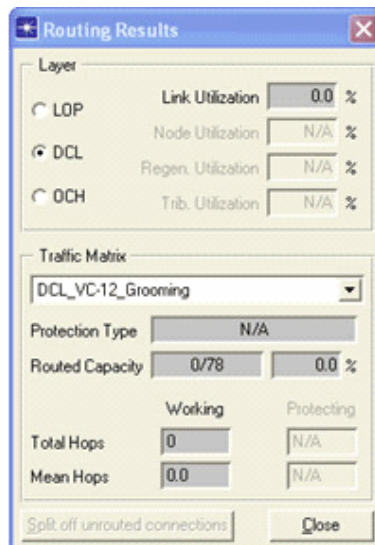 Routing Results
Layer
LOP
DCL
OCH
Link Utilization 0.0 %
Node Utilization N/A %
Regen. Utilization N/A %
Trib. Utilization N/A %
Traffic Matrix
DCL_VC-12_Grooming
Protection Type N/A
Routed Capacity 0/78 0.0 %
Working Protecting
Total Hops 0 N/A
Mean Hops 0.0 N/A
Split off unrouted connections Close